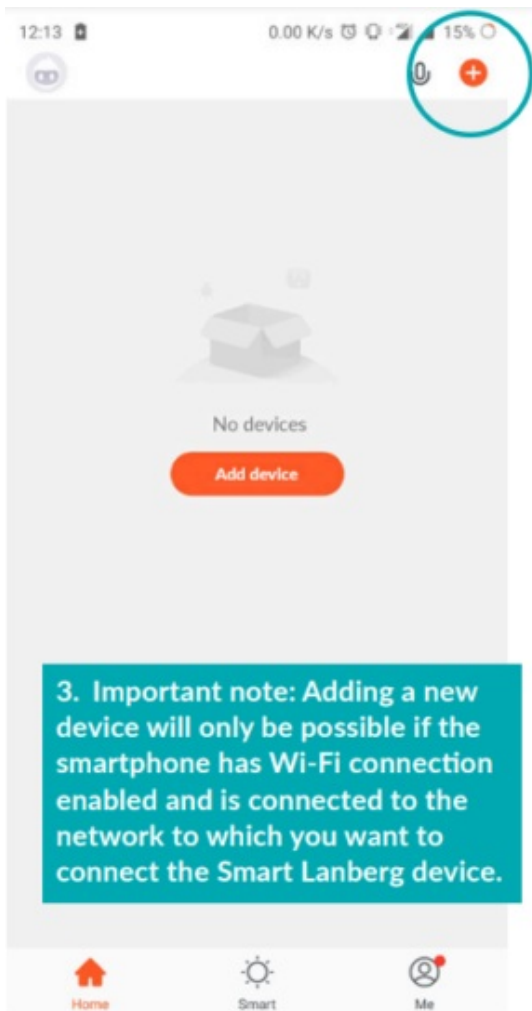 12:13
0.00 K/s
15%
No devices
Add device
3. Important note: Adding a new
device will only be possible if the
smartphone has Wi-Fi connection
enabled and is connected to the
network to which you want to
connect the Smart Lanberg device.
Home
Smart
Me